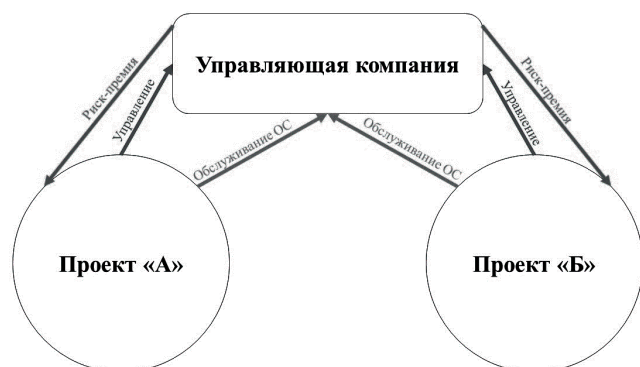 Управляющая компания
Риск-премия
Управление
Обслуживание ОС
Обслуживание ОС
Управление
Риск-премия
Проект «А»
Проект «Б»